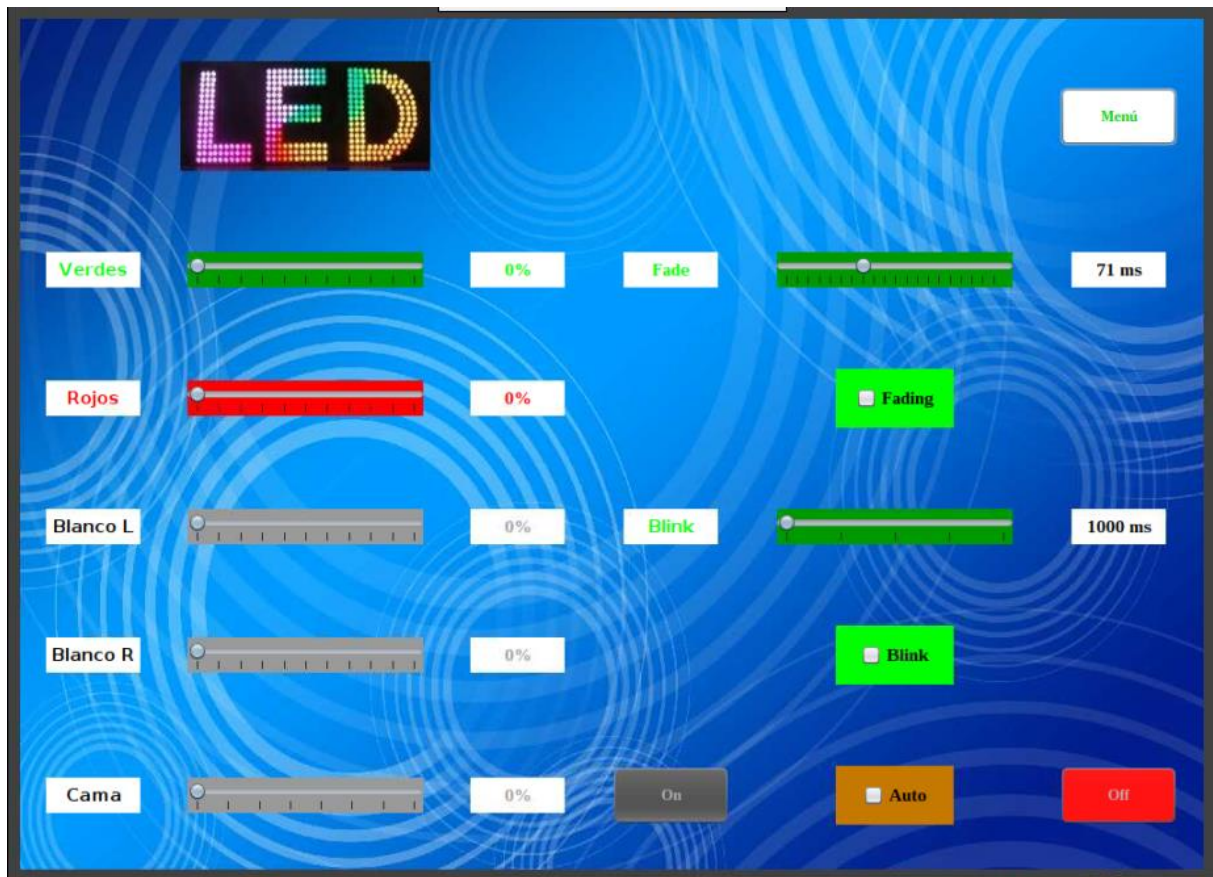 LED
Menú
Verdes
0%
Fade
71 ms
Rojos
0%
Fading
Blanco L
0%
Blink
1000 ms
Blanco R
0%
Blink
Cama
0%
On
Auto
Off